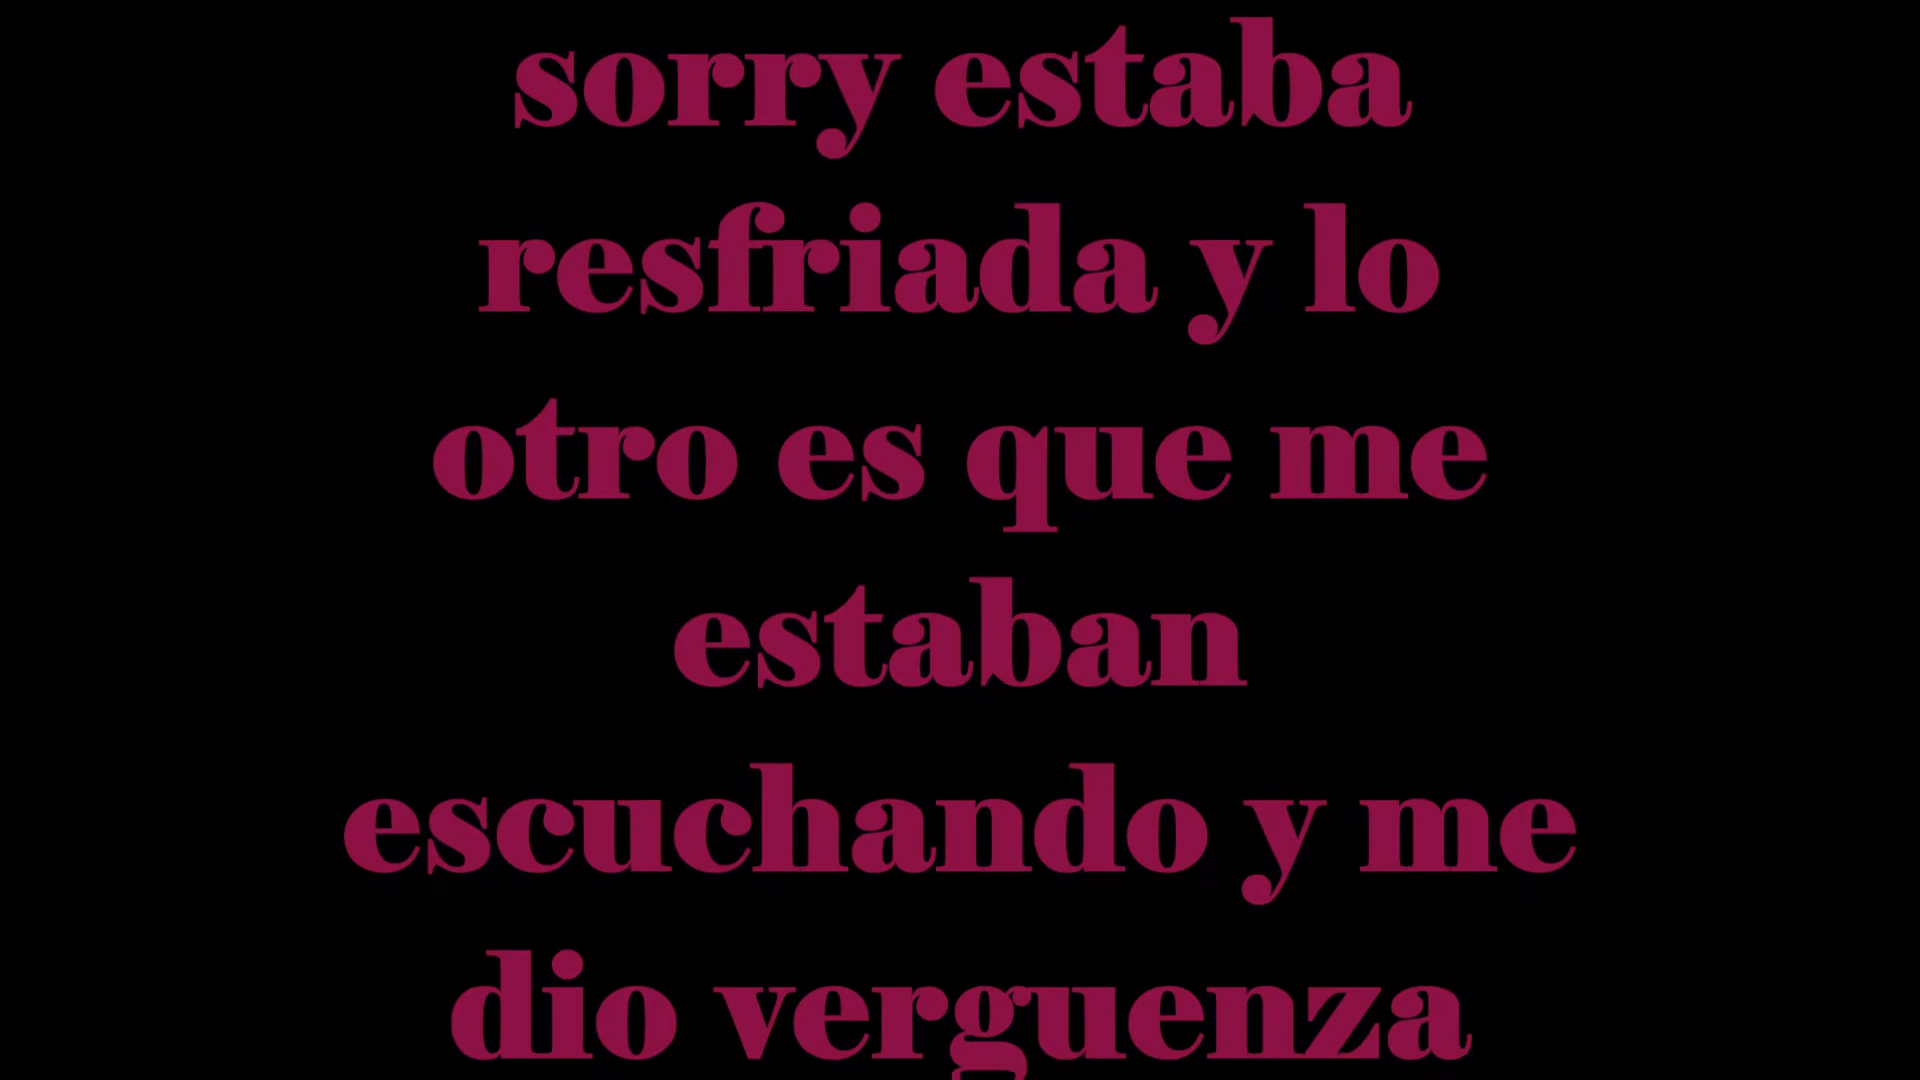 sorry estaba
resfriada y lo
otro es que me
estaban
escuchando y me
dio verguenza